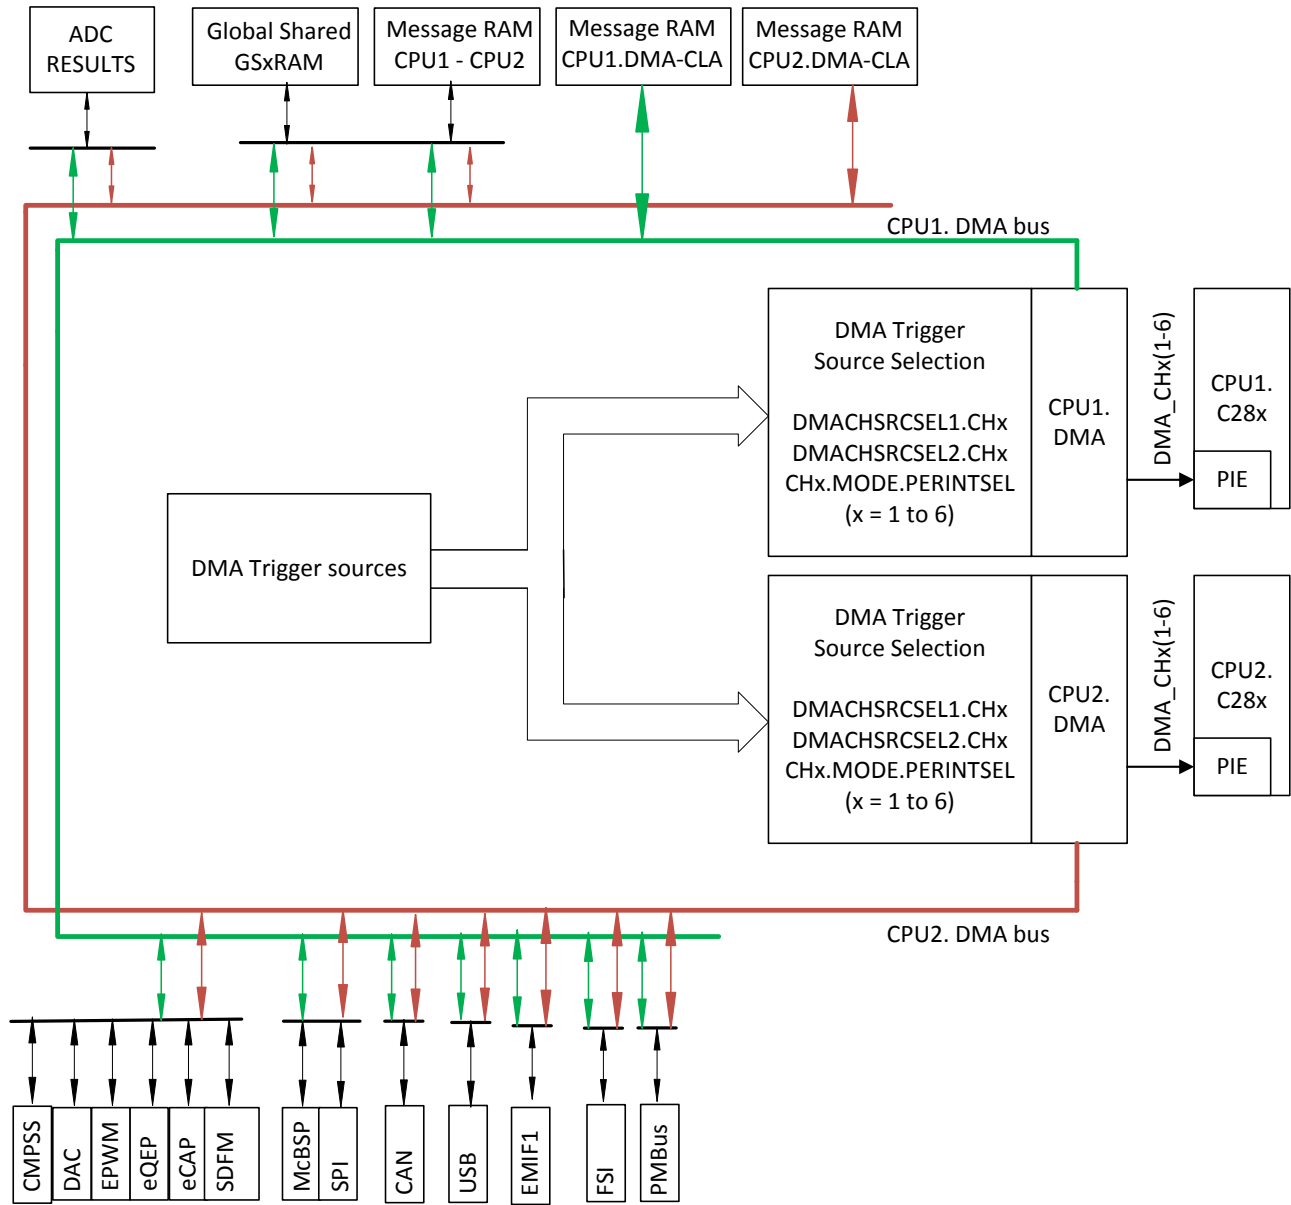 ADC
RESULTS
Global Shared
GSxRAM
Message RAM
CPU1 - CPU2
Message RAM
CPU1.DMA-CLA
Message RAM
CPU2.DMA-CLA
CPU1. DMA bus
DMA Trigger
Source Selection
DMACHSRCSEL1.CHx
DMACHSRCSEL2.CHx
CHx.MODE.PERINTSEL
(x = 1 to 6)
CPU1.
DMA
DMA_CHx(1-6)
CPU1.
C28x
PIE
DMA Trigger sources
DMA Trigger
Source Selection
DMACHSRCSEL1.CHx
DMACHSRCSEL2.CHx
CHx.MODE.PERINTSEL
(x = 1 to 6)
CPU2.
DMA
DMA_CHx(1-6)
CPU2.
C28x
PIE
CPU2. DMA bus
CMPSS
DAC
EPWM
eQEP
eCAP
SDFM
McBSP
SPI
CAN
USB
EMIF1
FSI
PMBus